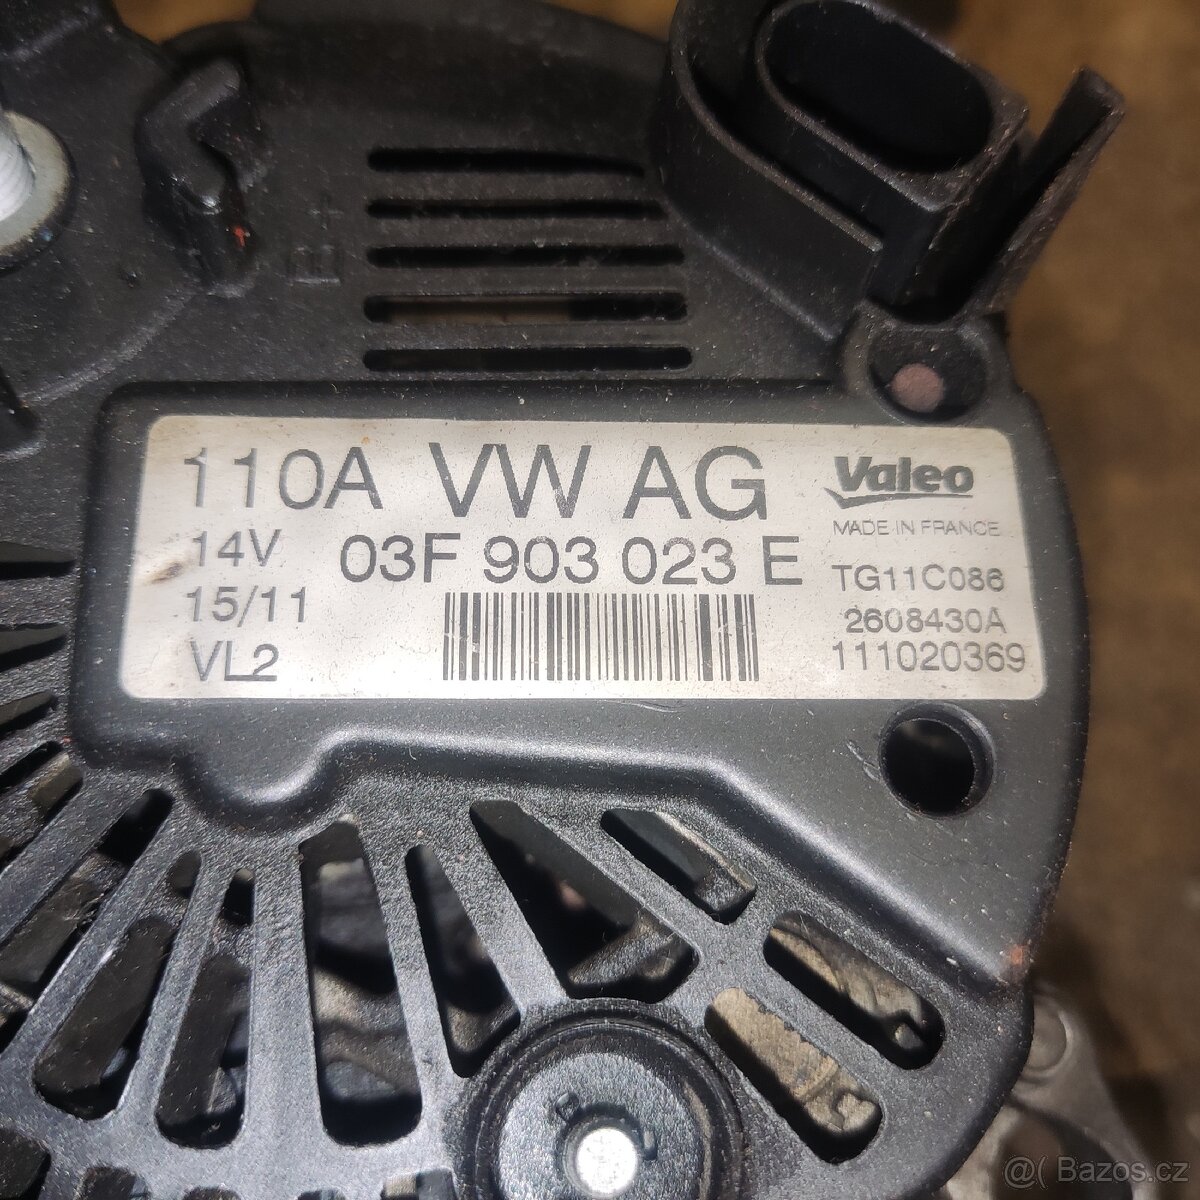 B+
110A VW AG
Valeo
MADE IN FRANCE
14V 03F 903 023 E
TG11C086
15/11
2608430A
VL2
111020369
@( Bazos.cz